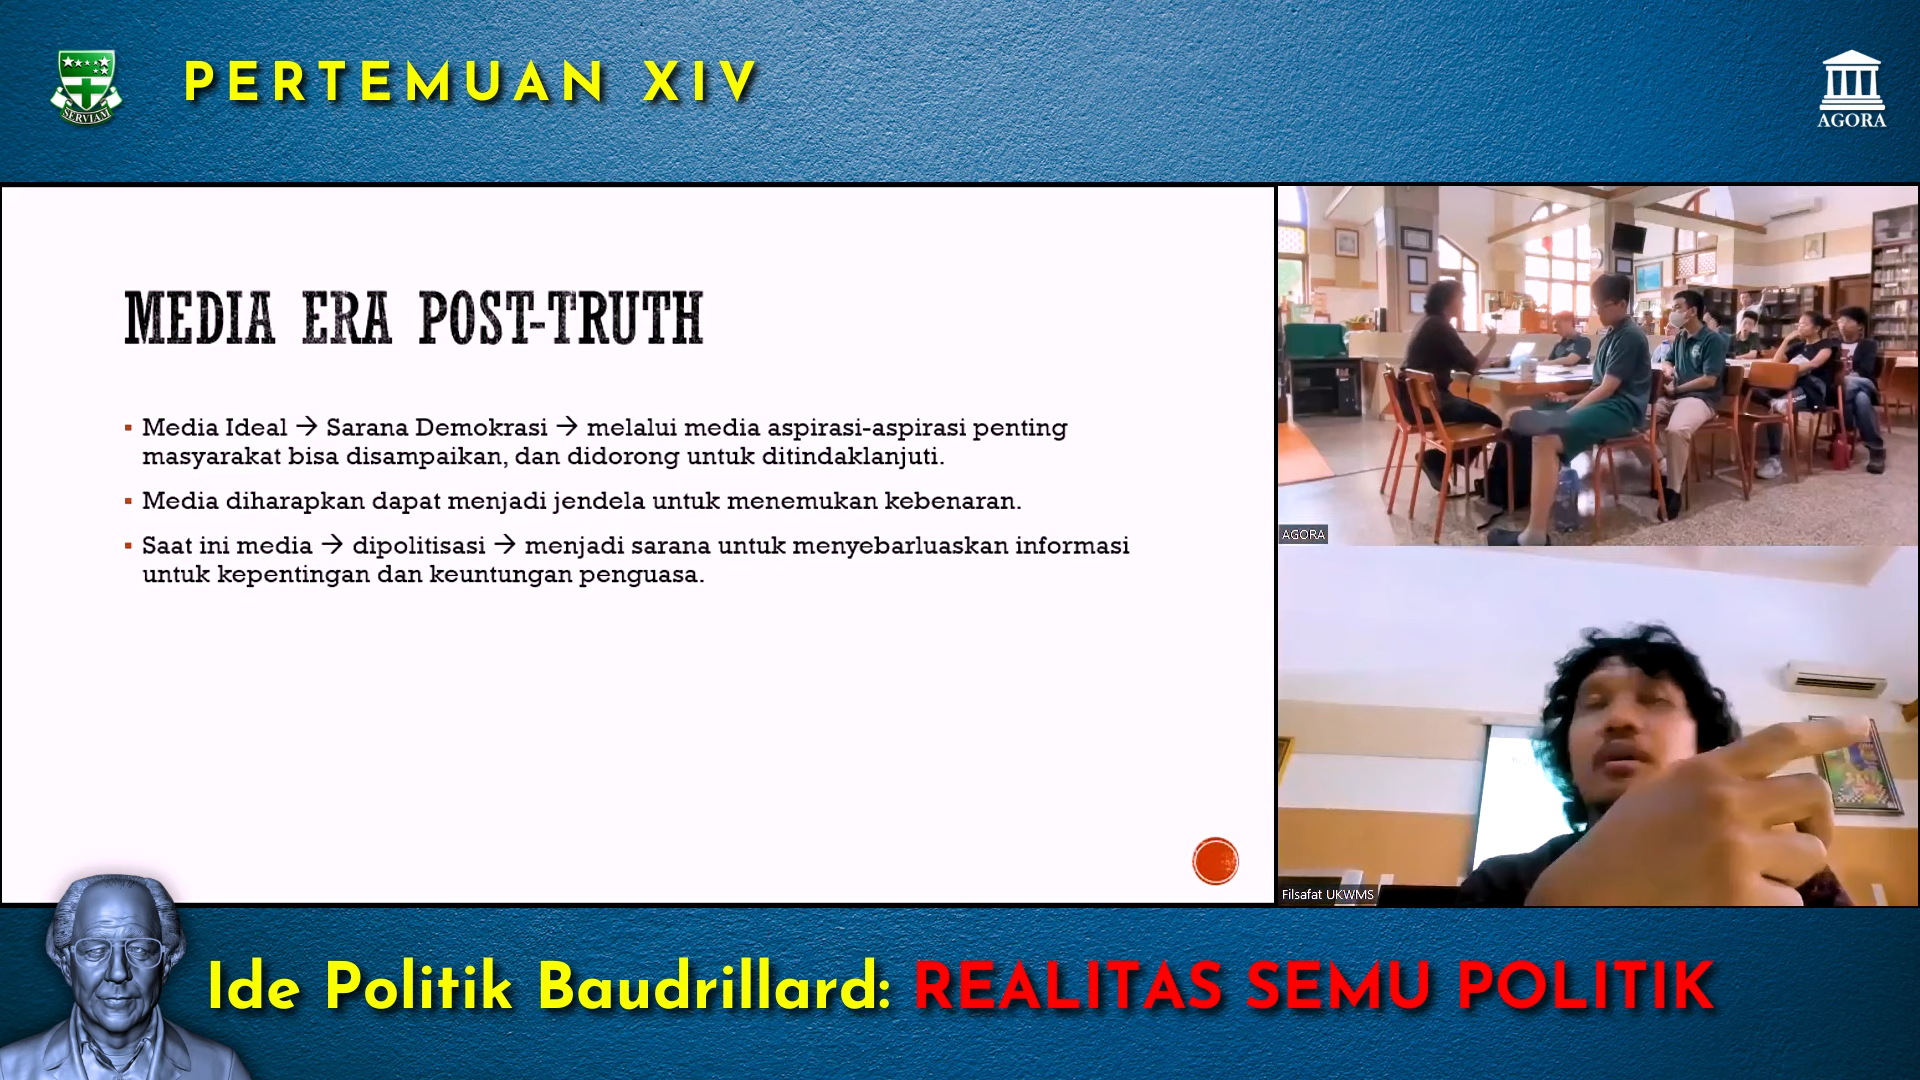 PERTEMUAN XIV
SERVIAM
AGORA
MEDIA ERA POST-TRUTH
▪ Media Ideal → Sarana Demokrasi → melalui media aspirasi-aspirasi penting
masyarakat bisa disampaikan, dan didorong untuk ditindaklanjuti.
▪ Media diharapkan dapat menjadi jendela untuk menemukan kebenaran.
▪ Saat ini media → dipolitisasi → menjadi sarana untuk menyebarluaskan informasi
untuk kepentingan dan keuntungan penguasa.
AGORA
Filsafat UKWMS
Ide Politik Baudrillard: REALITAS SEMU POLITIK